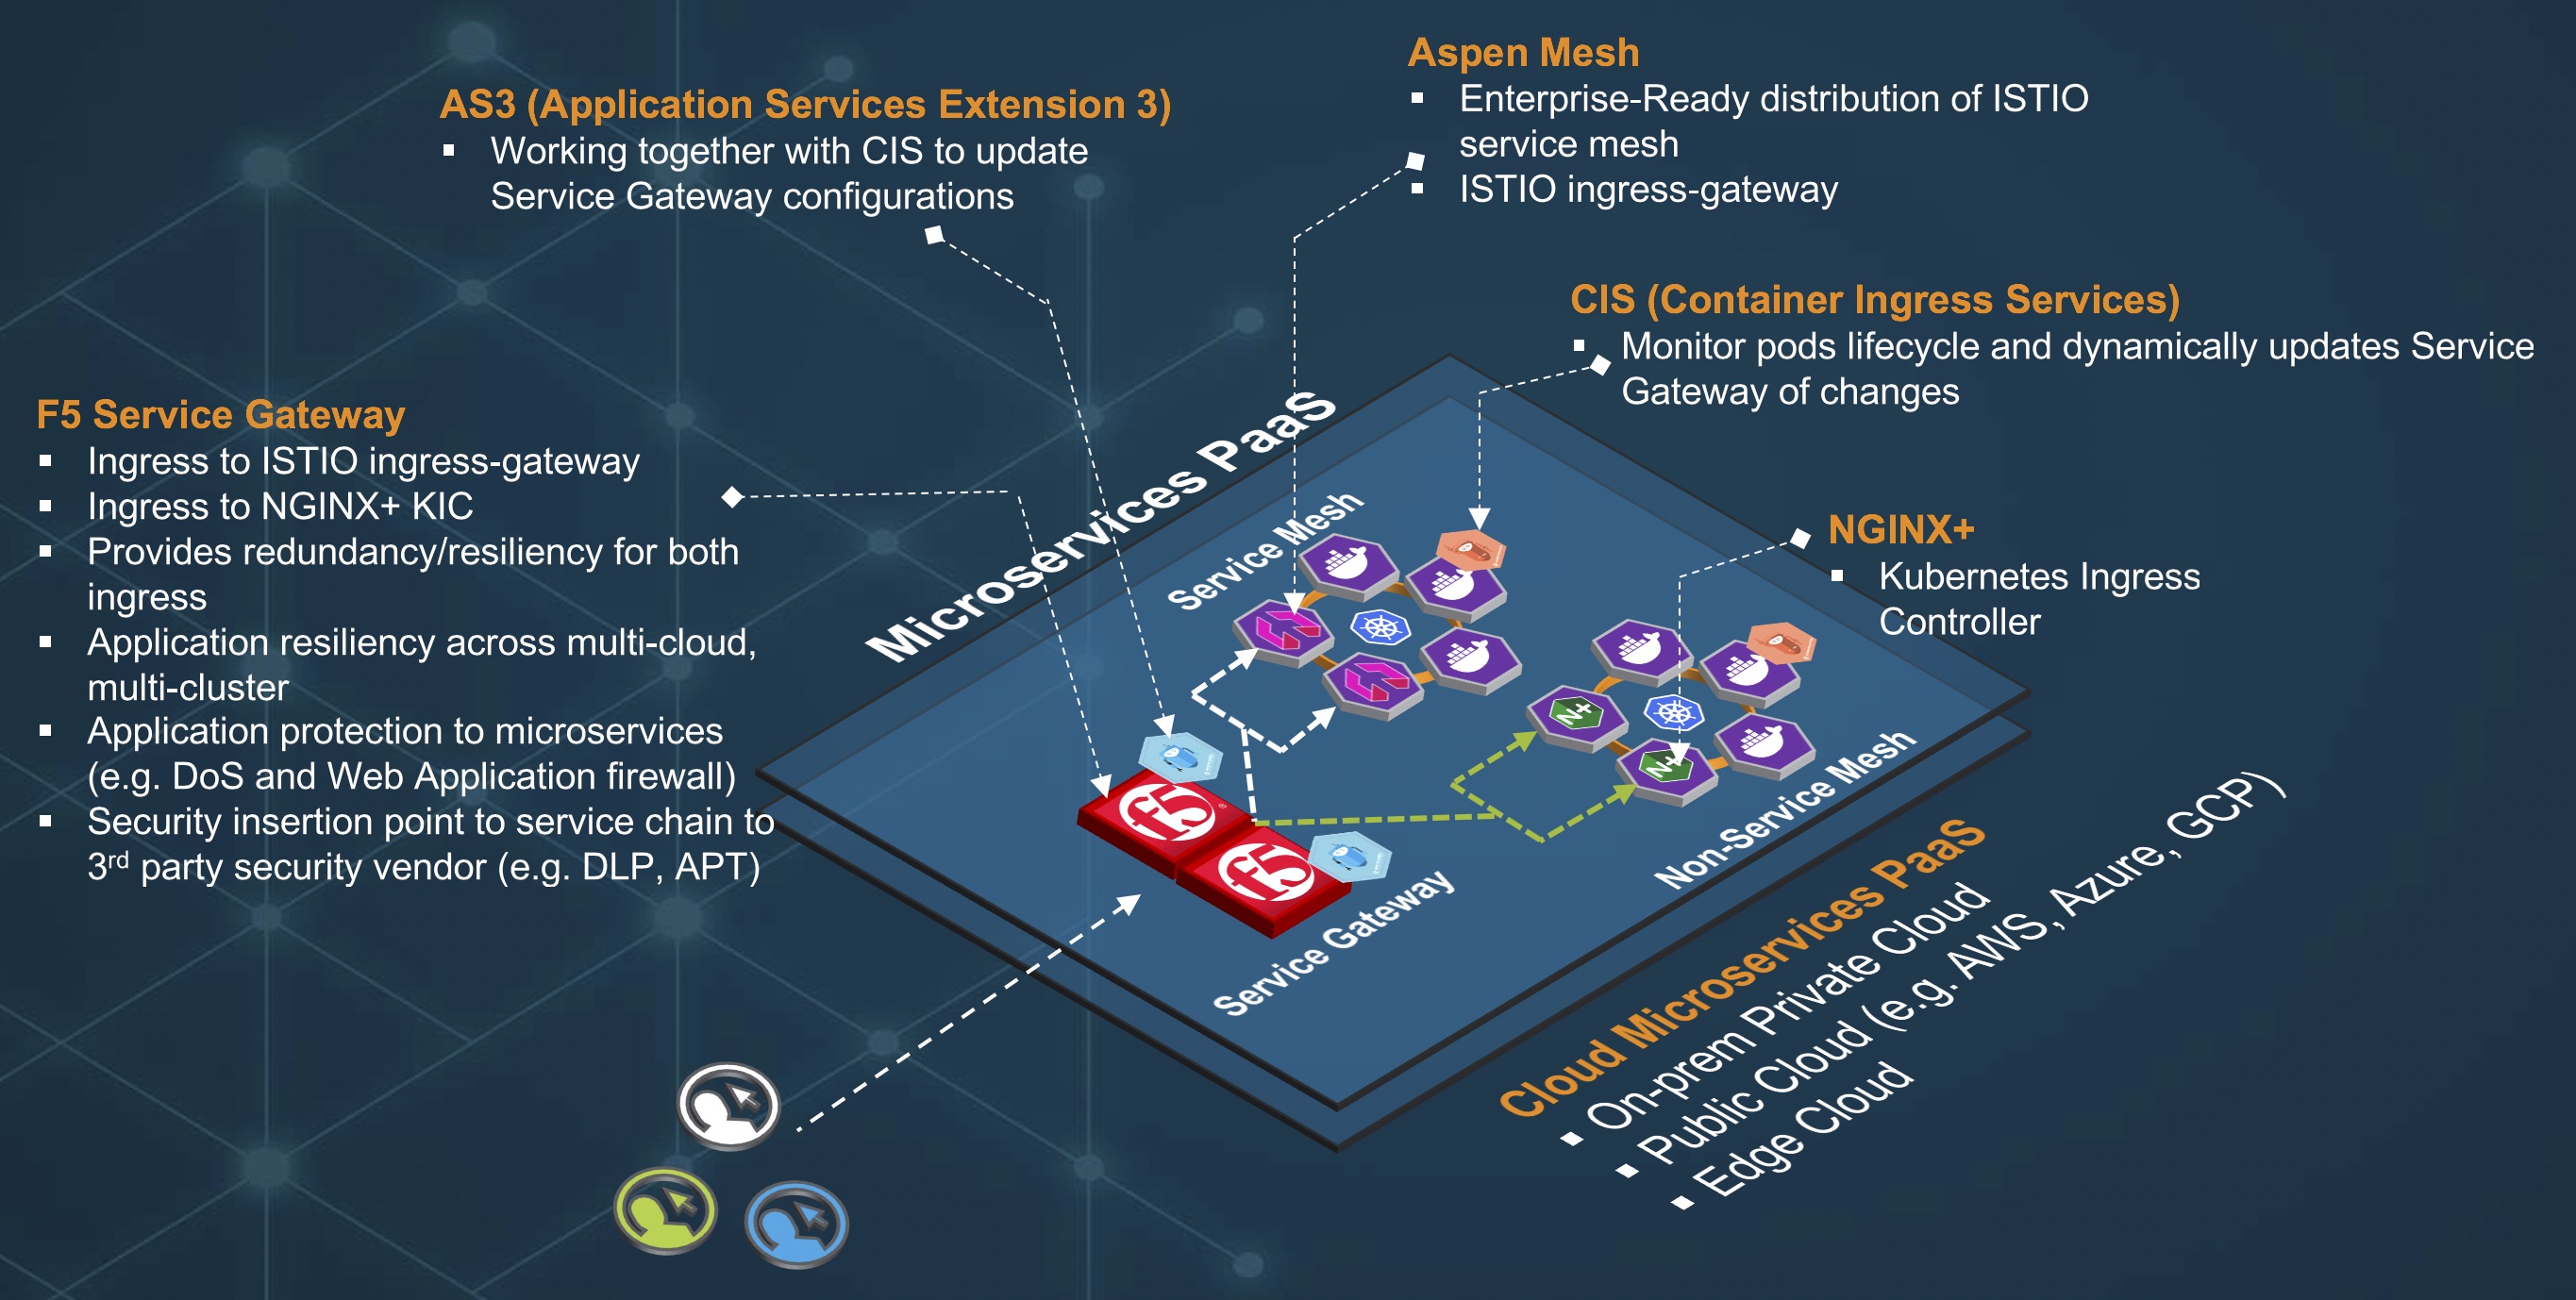 AS3 (Application Services Extension 3)
▪ Working together with CIS to update
Service Gateway configurations
Aspen Mesh
▪ Enterprise-Ready distribution of ISTIO
service mesh
▪ ISTIO ingress-gateway
CIS (Container Ingress Services)
▪ Monitor pods lifecycle and dynamically updates Service
Gateway of changes
F5 Service Gateway
▪ Ingress to ISTIO ingress-gateway
▪ Ingress to NGINX+ KIC
▪ Provides redundancy/resiliency for both
ingress
▪ Application resiliency across multi-cloud,
multi-cluster
▪ Application protection to microservices
(e.g. DoS and Web Application firewall)
▪ Security insertion point to service chain to
3rd party security vendor (e.g. DLP, APT)
NGINX+
▪ Kubernetes Ingress
Controller
Microservices PaaS
Service Mesh
N+
N+
f5
f5
Non-Service Mesh
Service Gateway
Cloud Microservices PaaS
▪ On-prem Private Cloud
▪ Public Cloud (e.g. AWS, Azure, GCP)
▪ Edge Cloud